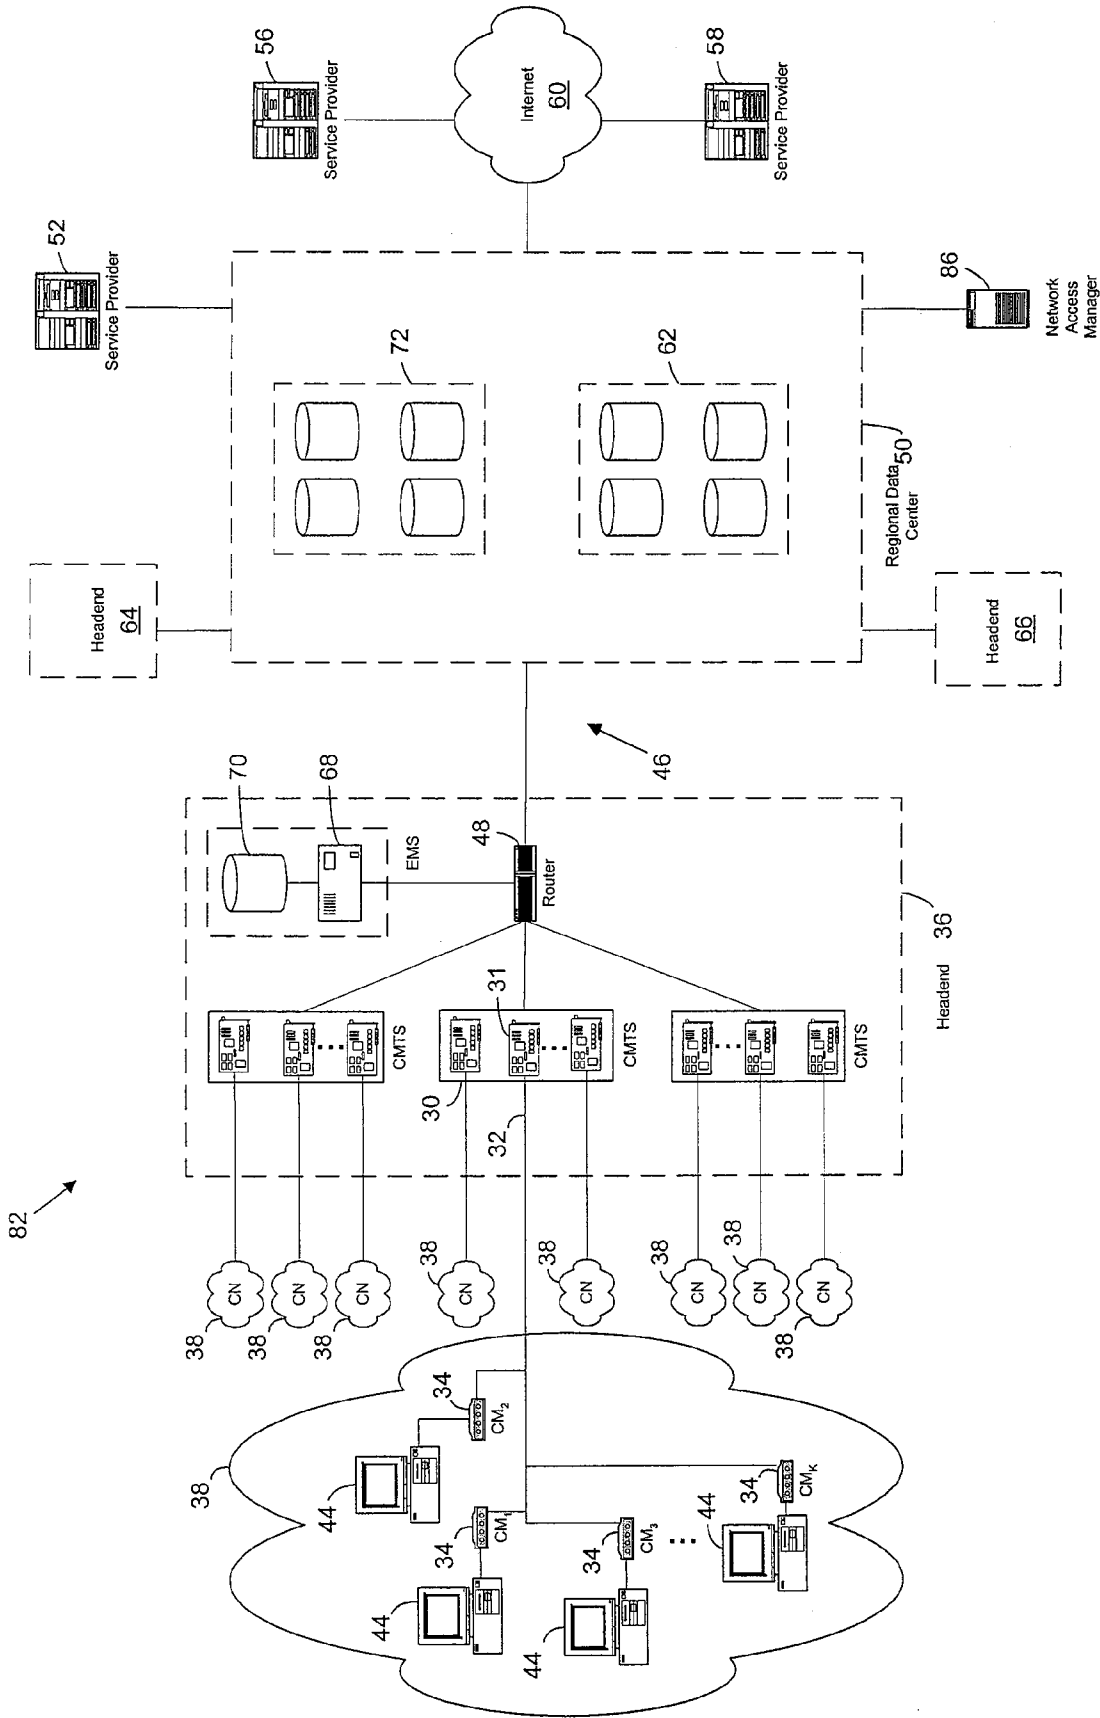 82
38
44
34
CM2
44
34
CM1
44
34
CM3
44
34
CMK
38
CN
38
CN
38
CN
38
CN
38
CN
38
CN
38
CN
38
CN
32
30
31
CMTS
CMTS
CMTS
Headend
36
70
68
EMS
48
Router
46
Headend
64
Headend
66
72
62
Regional Data
Center
50
52
Service Provider
86
Network
Access
Manager
56
Service Provider
Internet
60
58
Service Provider